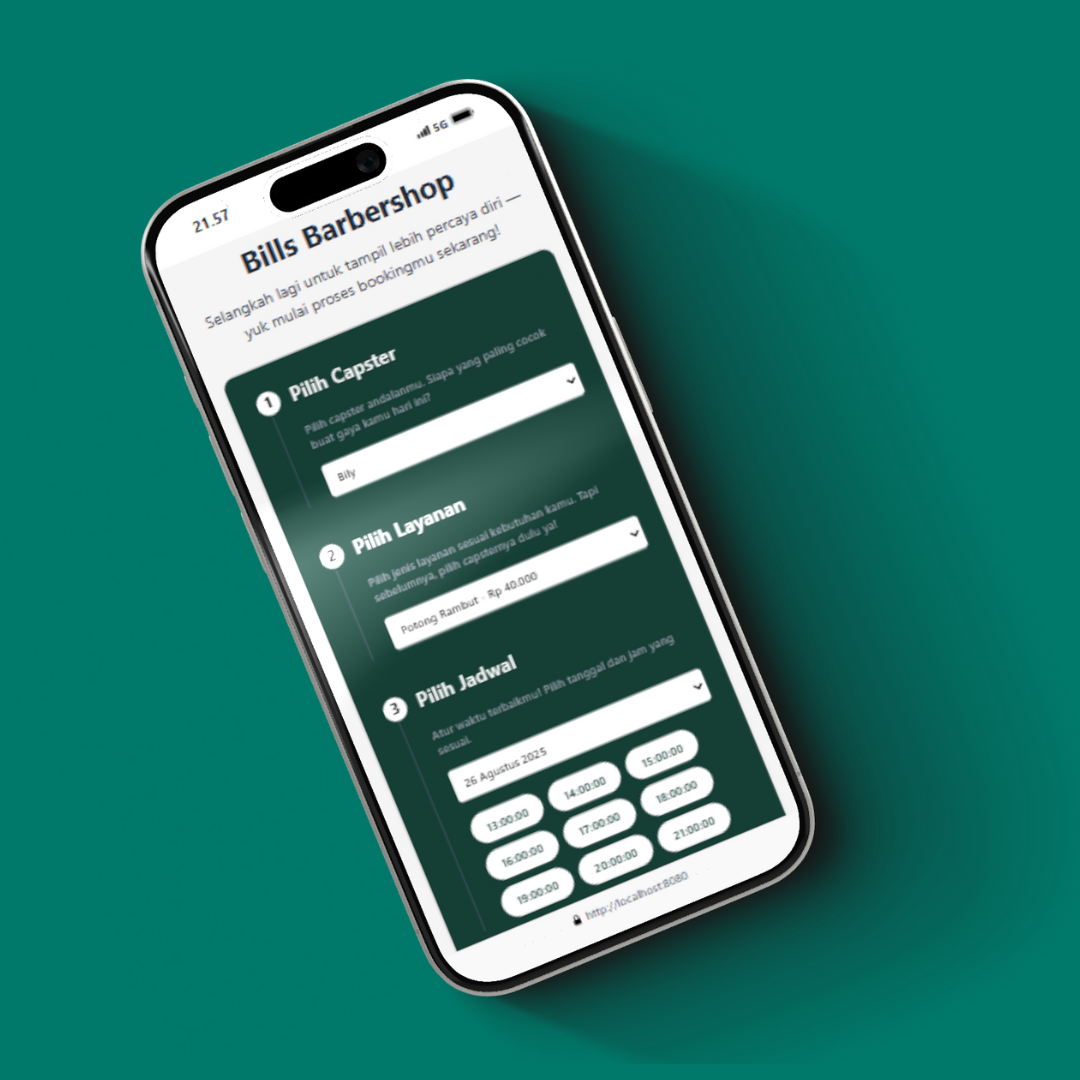 21.57
5G
Bills Barbershop
Selangkah lagi untuk tampil lebih percaya diri —
yuk mulai proses bookingmu sekarang!
1
Pilih Capster
Pilih capster andalanmu. Siapa yang paling cocok
buat gaya kamu hari ini?
Bily
2
Pilih Layanan
Pilih jenis layanan sesuai kebutuhan kamu. Tapi
sebelumnya, pilih capsternya dulu ya!
Potong Rambut - Rp 40.000
3
Pilih Jadwal
Atur waktu terbaikmu! Pilih tanggal dan jam yang
sesuai.
26 Agustus 2025
13:00:00 14:00:00 15:00:00
16:00:00 17:00:00 18:00:00
19:00:00 20:00:00 21:00:00
http://localhost:8080